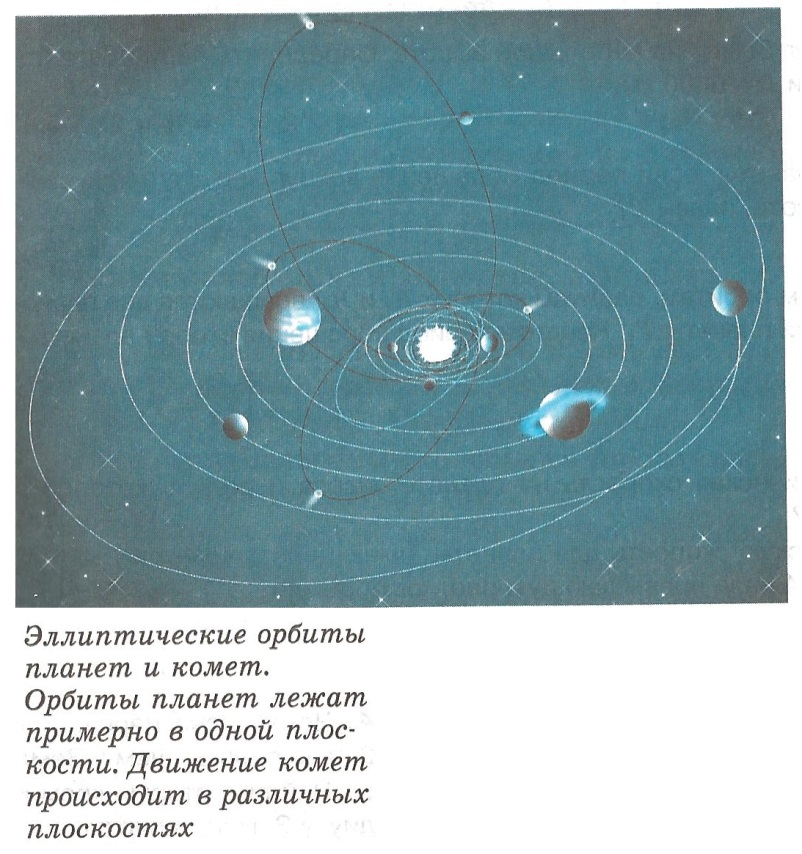 Эллиптические орбиты
планет и комет.
Орбиты планет лежат
примерно в одной плос-
кости. Движение комет
происходит в различных
плоскостях